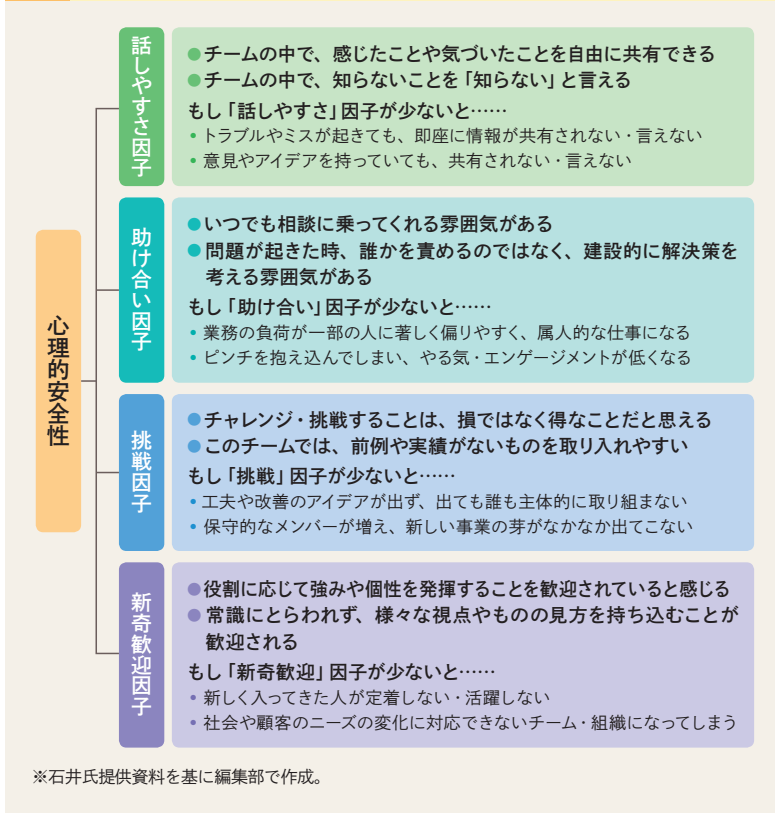 心理的安全性
話しやすさ因子
●チームの中で、感じたことや気づいたことを自由に共有できる
●チームの中で、知らないことを「知らない」と言える
もし「話しやすさ」因子が少ないと……
・トラブルやミスが起きても、即座に情報が共有されない・言えない
・意見やアイデアを持っていても、共有されない・言えない
助け合い因子
●いつでも相談に乗ってくれる雰囲気がある
●問題が起きた時、誰かを責めるのではなく、建設的に解決策を
考える雰囲気がある
もし「助け合い」因子が少ないと……
・業務の負荷が一部の人に著しく偏りやすく、属人的な仕事になる
・ピンチを抱え込んでしまい、やる気・エンゲージメントが低くなる
挑戦因子
●チャレンジ・挑戦することは、損ではなく得なことだと思える
●このチームでは、前例や実績がないものを取り入れやすい
もし「挑戦」因子が少ないと……
・工夫や改善のアイデアが出ず、出ても誰も主体的に取り組まない
・保守的なメンバーが増え、新しい事業の芽がなかなか出てこない
新奇歓迎因子
●役割に応じて強みや個性を発揮することを歓迎されていると感じる
●常識にとらわれず、様々な視点やものの見方を持ち込むことが
歓迎される
もし「新奇歓迎」因子が少ないと……
・新しく入ってきた人が定着しない・活躍しない
・社会や顧客のニーズの変化に対応できないチーム・組織になってしまう
※石井氏提供資料を基に編集部で作成。